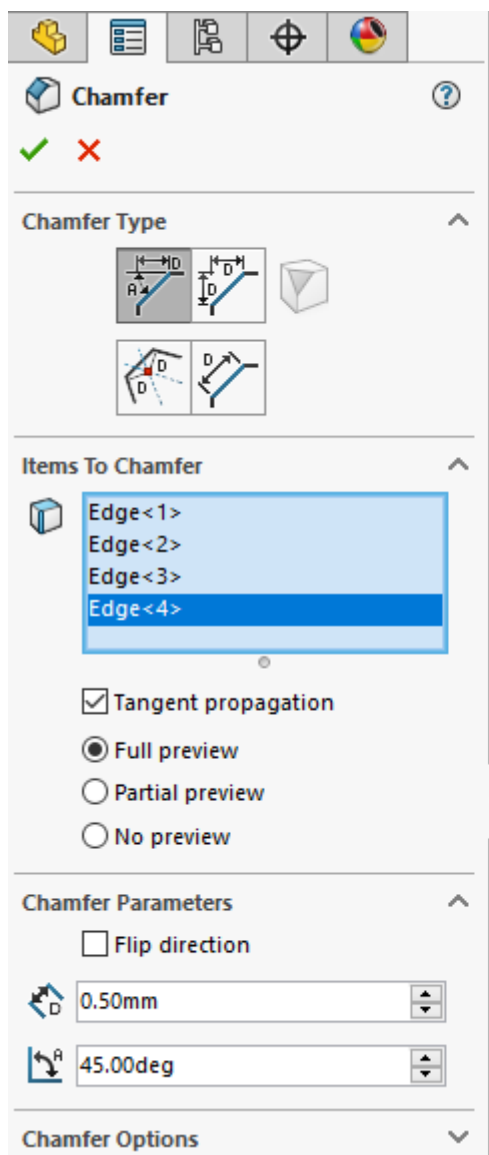 Chamfer
Chamfer Type
D
A
D
D
D
D
D
Items To Chamfer
Edge<1>
Edge<2>
Edge<3>
Edge<4>
Tangent propagation
Full preview
Partial preview
No preview
Chamfer Parameters
Flip direction
D
0.50mm
A
45.00deg
Chamfer Options